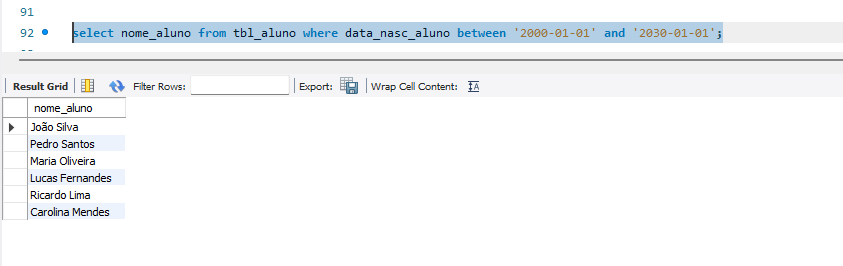 91
92 select nome_aluno from tbl_aluno where data_nasc_aluno between '2000-01-01' and '2030-01-01';
Result Grid Filter Rows: Export: Wrap Cell Content:
nome_aluno
João Silva
Pedro Santos
Maria Oliveira
Lucas Fernandes
Ricardo Lima
Carolina Mendes